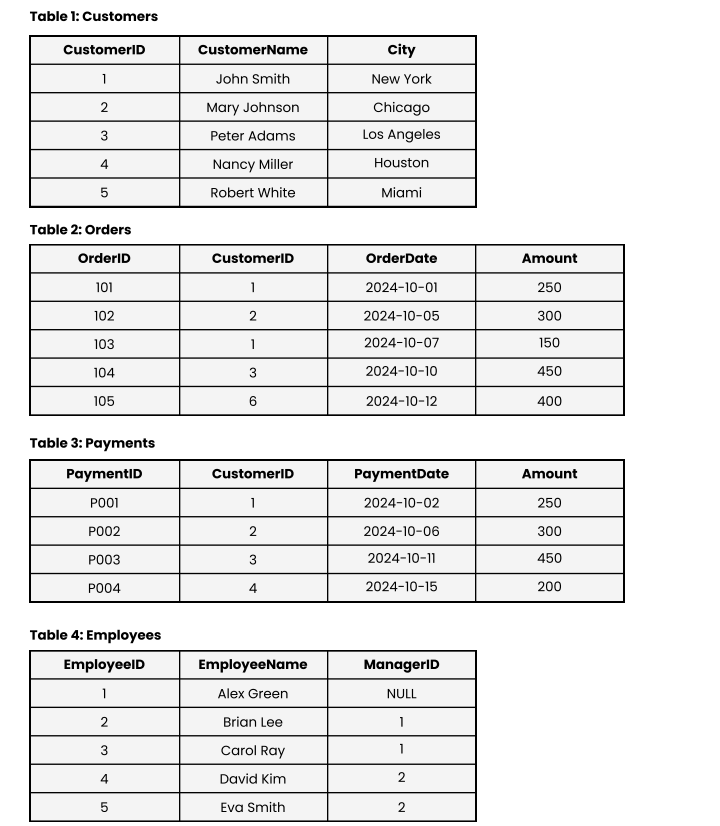 Table 1: Customers
CustomerID CustomerName City
1 John Smith New York
2 Mary Johnson Chicago
3 Peter Adams Los Angeles
4 Nancy Miller Houston
5 Robert White Miami
Table 2: Orders
OrderID CustomerID OrderDate Amount
101 1 2024-10-01 250
102 2 2024-10-05 300
103 1 2024-10-07 150
104 3 2024-10-10 450
105 6 2024-10-12 400
Table 3: Payments
PaymentID CustomerID PaymentDate Amount
P001 1 2024-10-02 250
P002 2 2024-10-06 300
P003 3 2024-10-11 450
P004 4 2024-10-15 200
Table 4: Employees
EmployeeID EmployeeName ManagerID
1 Alex Green NULL
2 Brian Lee 1
3 Carol Ray 1
4 David Kim 2
5 Eva Smith 2